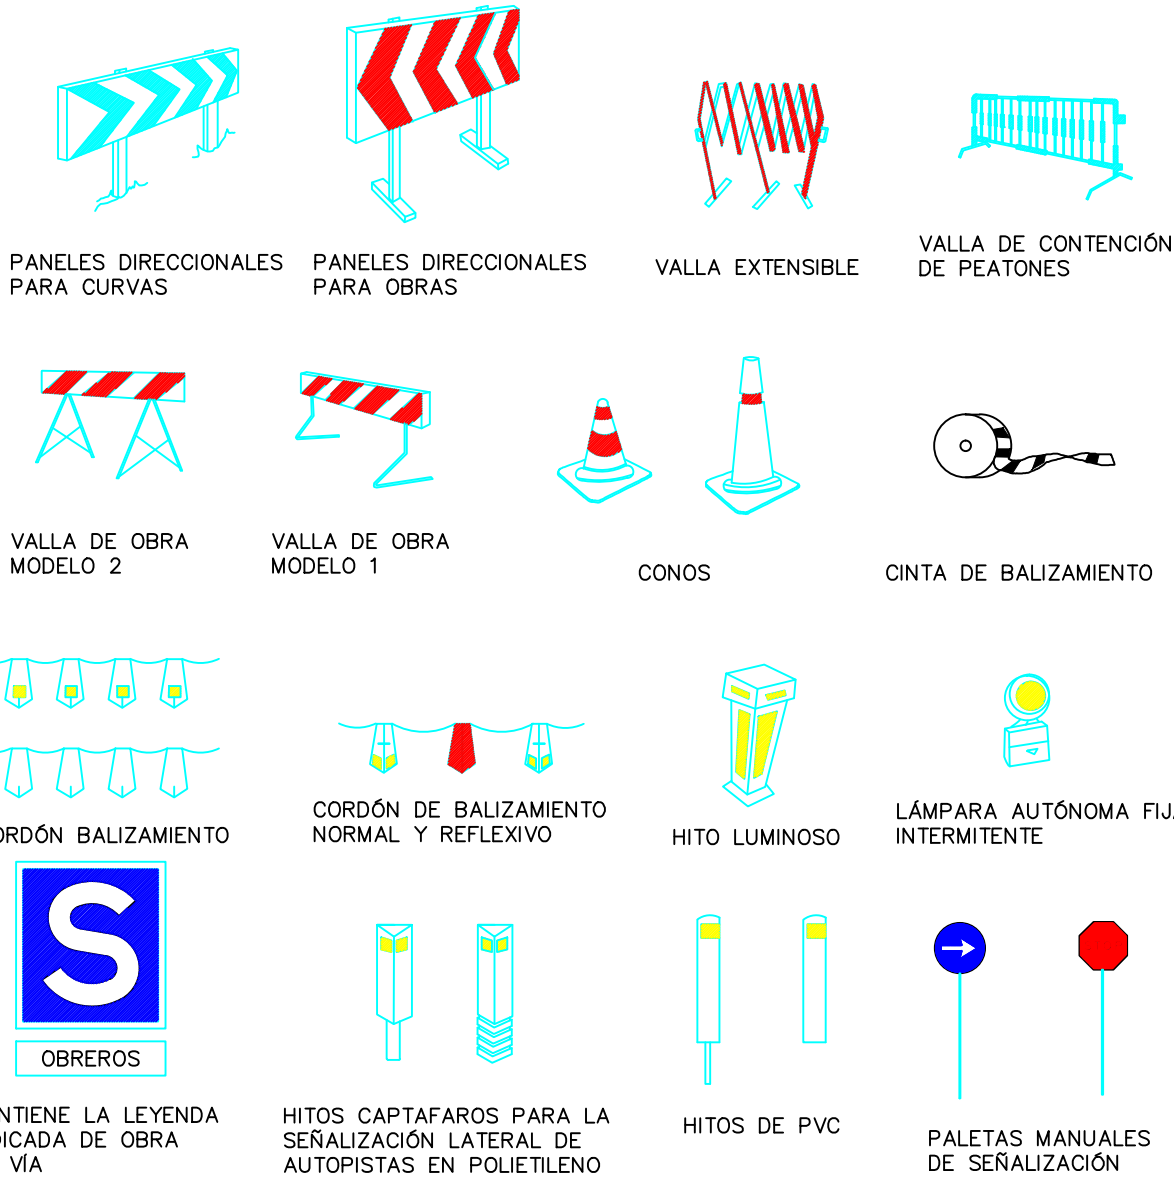 PANELES DIRECCIONALES
PARA CURVAS
PANELES DIRECCIONALES
PARA OBRAS
VALLA EXTENSIBLE
VALLA DE CONTENCIÓN
DE PEATONES
VALLA DE OBRA
MODELO 2
VALLA DE OBRA
MODELO 1
CONOS
CINTA DE BALIZAMIENTO
ORDÓN BALIZAMIENTO
CORDÓN DE BALIZAMIENTO
NORMAL Y REFLEXIVO
HITO LUMINOSO
LÁMPARA AUTÓNOMA FIJ
INTERMITENTE
S
OBREROS
NTIENE LA LEYENDA
DICADA DE OBRA
VÍA
HITOS CAPTAFAROS PARA LA
SEÑALIZACIÓN LATERAL DE
AUTOPISTAS EN POLIETILENO
HITOS DE PVC
PALETAS MANUALES
DE SEÑALIZACIÓN